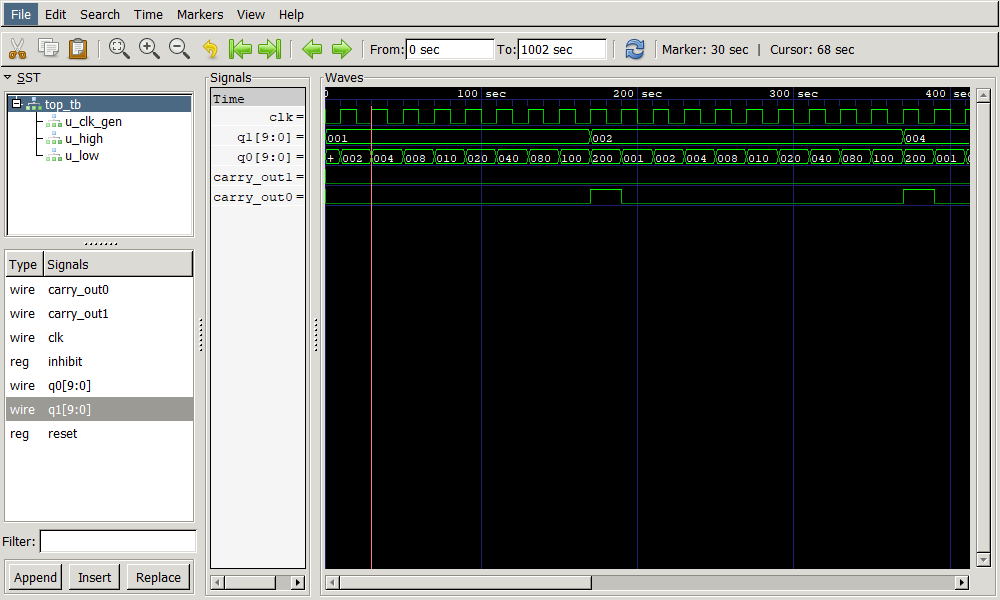 File Edit Search Time Markers View Help
From: 0 sec To: 1002 sec Marker: 30 sec | Cursor: 68 sec
SST
top_tb
u_clk_gen
u_high
u_low
Type Signals
wire carry_out0
wire carry_out1
wire clk
reg inhibit
wire q0[9:0]
wire q1[9:0]
reg reset
Filter:
Append Insert Replace
Signals
Time
clk =
q1[9:0] =
q0[9:0] =
carry_out1 =
carry_out0 =
Waves
0 100 sec 200 sec 300 sec 400 sec
001 002 004
+ 002 004 008 010 020 040 080 100 200 001 002 004 008 010 020 040 080 100 200 001